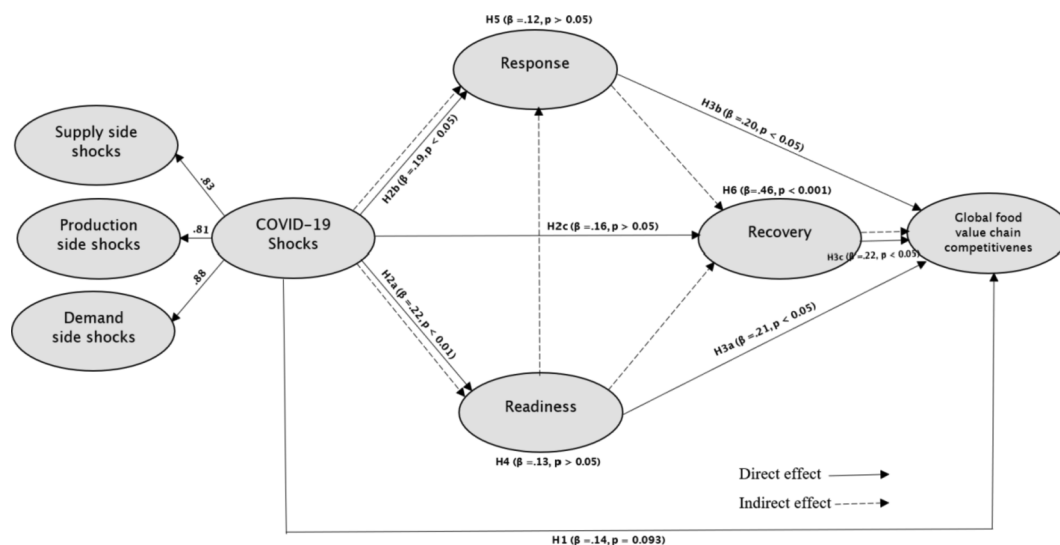 H5 (β =.12, p > 0.05)
Response
Supply side
shocks
.83
H2b (β =.19, p < 0.05)
H3b (β =.20, p < 0.05)
Production
side shocks
.81
COVID-19
Shocks
H2c (β =.16, p > 0.05)
H6 (β=.46, p < 0.001)
Recovery
H3c (β =.22, p < 0.05)
Global food
value chain
competitivenes
.88
Demand
side shocks
H2a (β =.22, p < 0.01)
H3a (β =.21, p < 0.05)
Readiness
H4 (β =.13, p > 0.05)
Direct effect
Indirect effect
H1 (β =.14, p = 0.093)